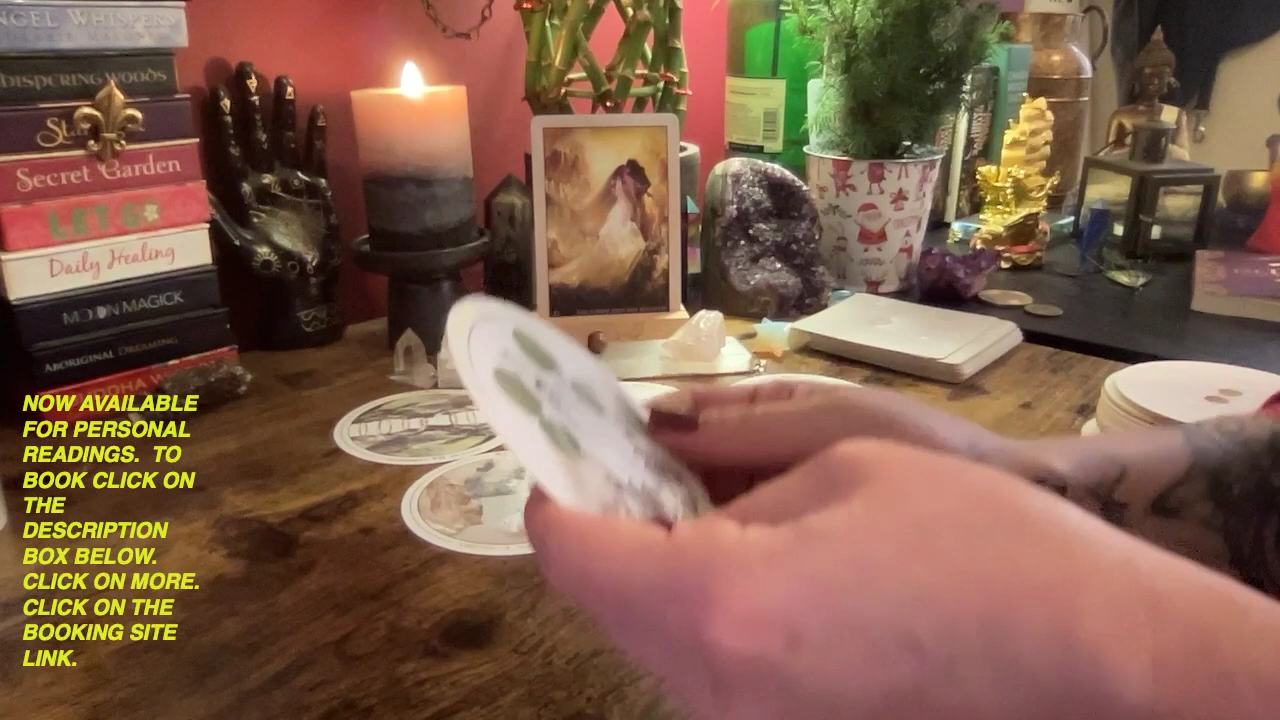 ANGEL WHISPERS
WHISPERING WOODS
Secret Garden
LET GO
Daily Healing
MOON MAGICK
ABORIGINAL DREAMING
BUDDHA
NOW AVAILABLE
FOR PERSONAL
READINGS. TO
BOOK CLICK ON
THE
DESCRIPTION
BOX BELOW.
CLICK ON MORE.
CLICK ON THE
BOOKING SITE
LINK.